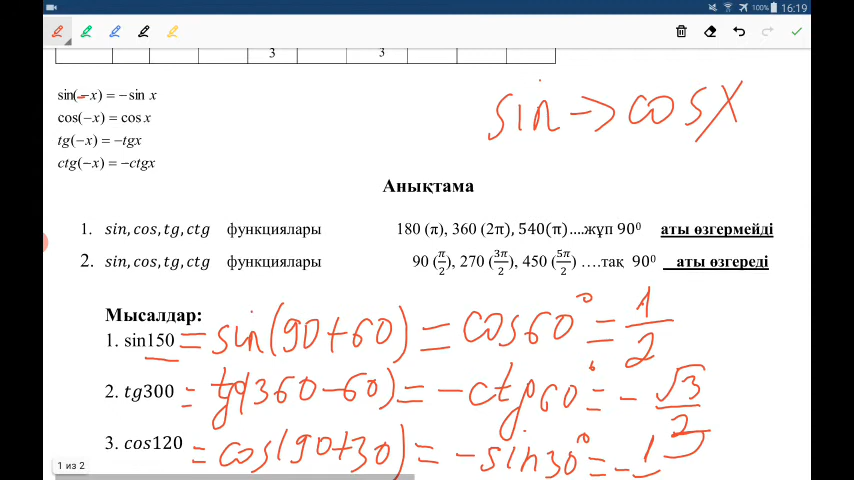 100% 16:19
3 3
sin(−x) = −sin x
cos(−x) = cos x
tg(−x) = −tgx
ctg(−x) = −ctgx
sin → cosx
Анықтама
1. sin, cos, tg, ctg функциялары 180 (π), 360 (2π), 540(π)....жұп 90⁰ аты өзгермейді
2. sin, cos, tg, ctg функциялары 90 (π/2), 270 (3π/2), 450 (5π/2) ....тақ 90⁰ аты өзгереді
Мысалдар:
1. sin150 = sin(90+60) = cos60° = 1/2
2. tg300 = tg(360−60) = −ctg60° = −√3/2
3. cos120 = cos(90+30) = −sin30° = −1
1 из 2